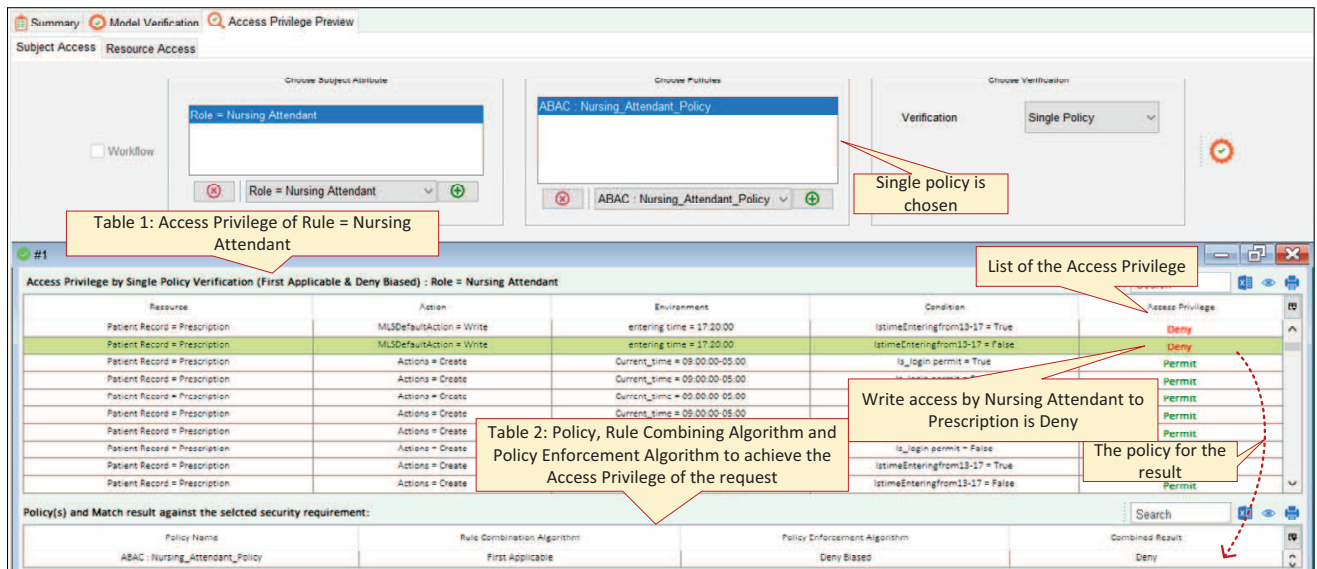 Summary Model Verification Access Privilege Preview
Subject Access Resource Access
Choose Subject Attribute Choose Policies Choose Verification
Role = Nursing Attendant
ABAC : Nursing_Attendant_Policy
Verification Single Policy
Workflow
Role = Nursing Attendant
ABAC : Nursing_Attendant_Policy
Single policy is
chosen
Table 1: Access Privilege of Rule = Nursing
Attendant
#1
List of the Access Privilege
Access Privilege by Single Policy Verification (First Applicable & Deny Biased) : Role = Nursing Attendant
Resource Action Environment Condition Access Privilege
Patient Record = Prescription MLSDefaultAction = Write entering time = 17:20:00 IstimeEnteringfrom13-17 = True Deny
Patient Record = Prescription MLSDefaultAction = Write entering time = 17:20:00 IstimeEnteringfrom13-17 = False Deny
Patient Record = Prescription Actions = Create Current_time = 09:00:00-05:00 Is_login permit = True Permit
Patient Record = Prescription Actions = Create Current_time = 09:00:00-05:00 Permit
Patient Record = Prescription Actions = Create Current_time = 09:00:00-05:00 Permit
Patient Record = Prescription Actions = Create Current_time = 09:00:00-05:00 Permit
Patient Record = Prescription Actions = Create Permit
Patient Record = Prescription Actions = Create Is_login permit = False
Patient Record = Prescription Actions = Create IstimeEnteringfrom13-17 = True
Patient Record = Prescription Actions = Create IstimeEnteringfrom13-17 = False Permit
Write access by Nursing Attendant to
Prescription is Deny
Table 2: Policy, Rule Combining Algorithm and
Policy Enforcement Algorithm to achieve the
Access Privilege of the request
The policy for the
result
Policy(s) and Match result against the selcted security requirement:
Search
Policy Name Rule Combination Algorithm Policy Enforcement Algorithm Combined Result
ABAC : Nursing_Attendant_Policy First Applicable Deny Biased Deny